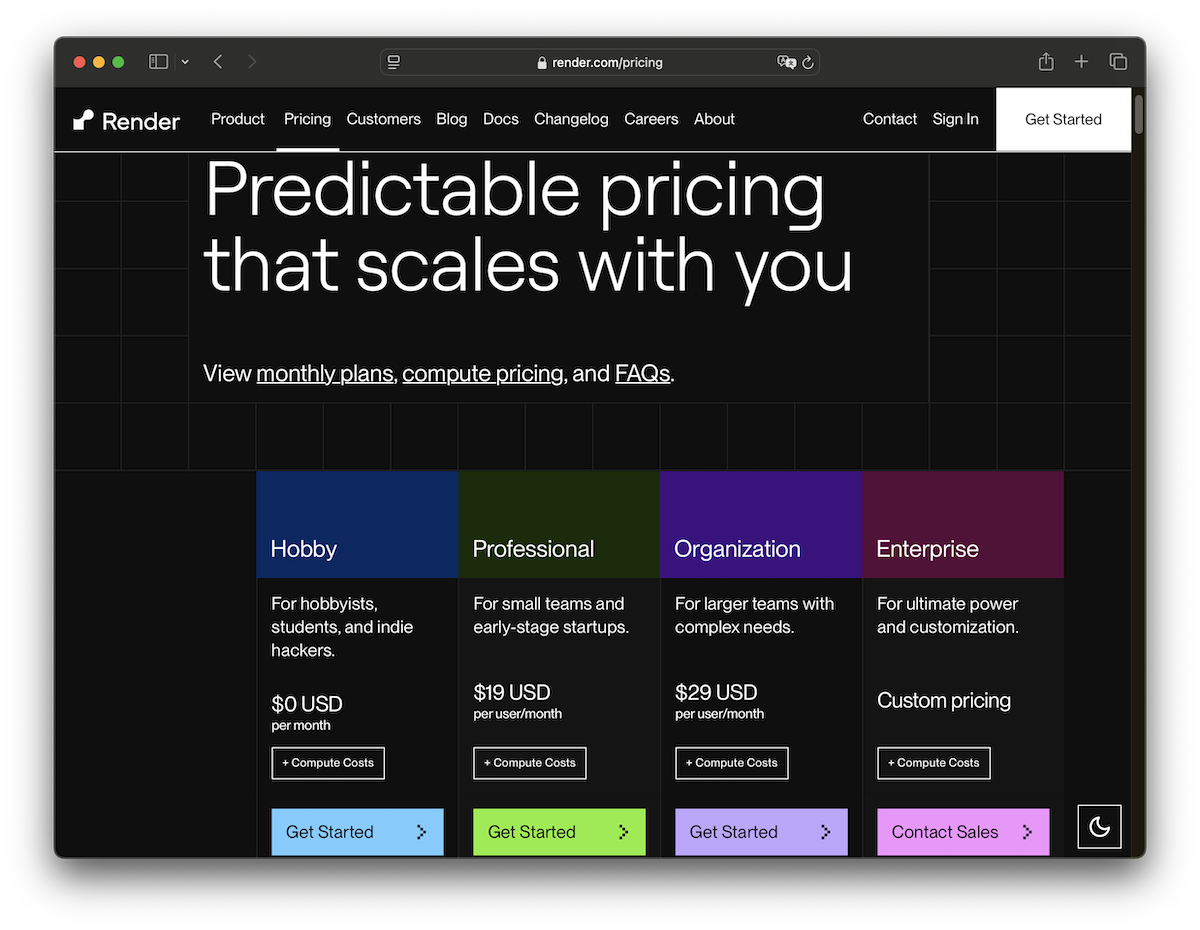 render.com/pricing
Render
Product Pricing Customers Blog Docs Changelog Careers About
Contact Sign In Get Started
Predictable pricing
that scales with you
View monthly plans, compute pricing, and FAQs.
Hobby
For hobbyists,
students, and indie
hackers.
$0 USD
per month
+ Compute Costs
Get Started
Professional
For small teams and
early-stage startups.
$19 USD
per user/month
+ Compute Costs
Get Started
Organization
For larger teams with
complex needs.
$29 USD
per user/month
+ Compute Costs
Get Started
Enterprise
For ultimate power
and customization.
Custom pricing
+ Compute Costs
Contact Sales